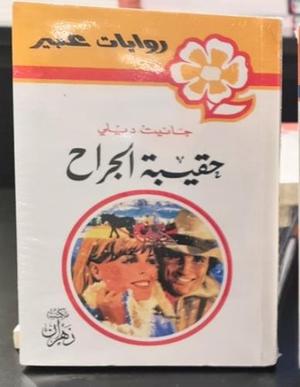 روايات عبير
جانيت ديلي
حقيبة الجراح
مكتبة
زهران